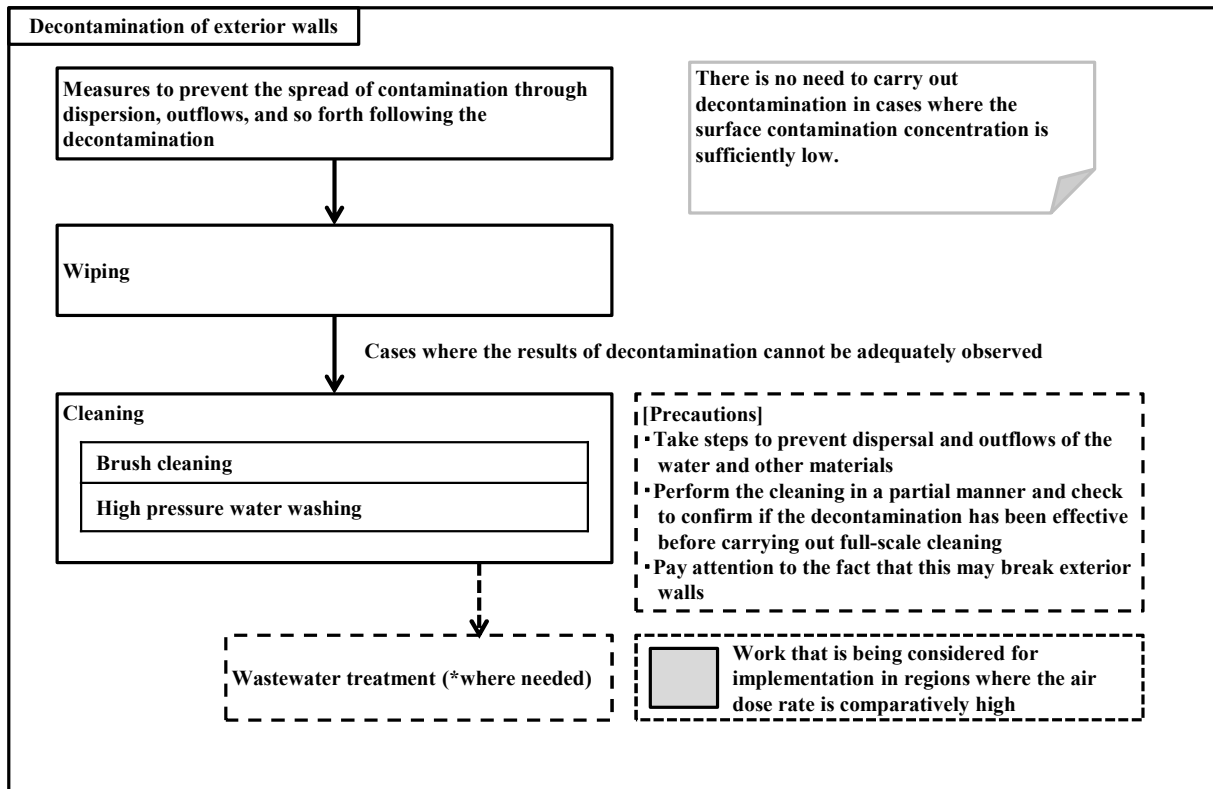 Decontamination of exterior walls
Measures to prevent the spread of contamination through
dispersion, outflows, and so forth following the
decontamination
There is no need to carry out
decontamination in cases where the
surface contamination concentration is
sufficiently low.
Wiping
Cases where the results of decontamination cannot be adequately observed
Cleaning
Brush cleaning
High pressure water washing
[Precautions]
・Take steps to prevent dispersal and outflows of the
water and other materials
・Perform the cleaning in a partial manner and check
to confirm if the decontamination has been effective
before carrying out full-scale cleaning
・Pay attention to the fact that this may break exterior
walls
Wastewater treatment (*where needed)
Work that is being considered for
implementation in regions where the air
dose rate is comparatively high